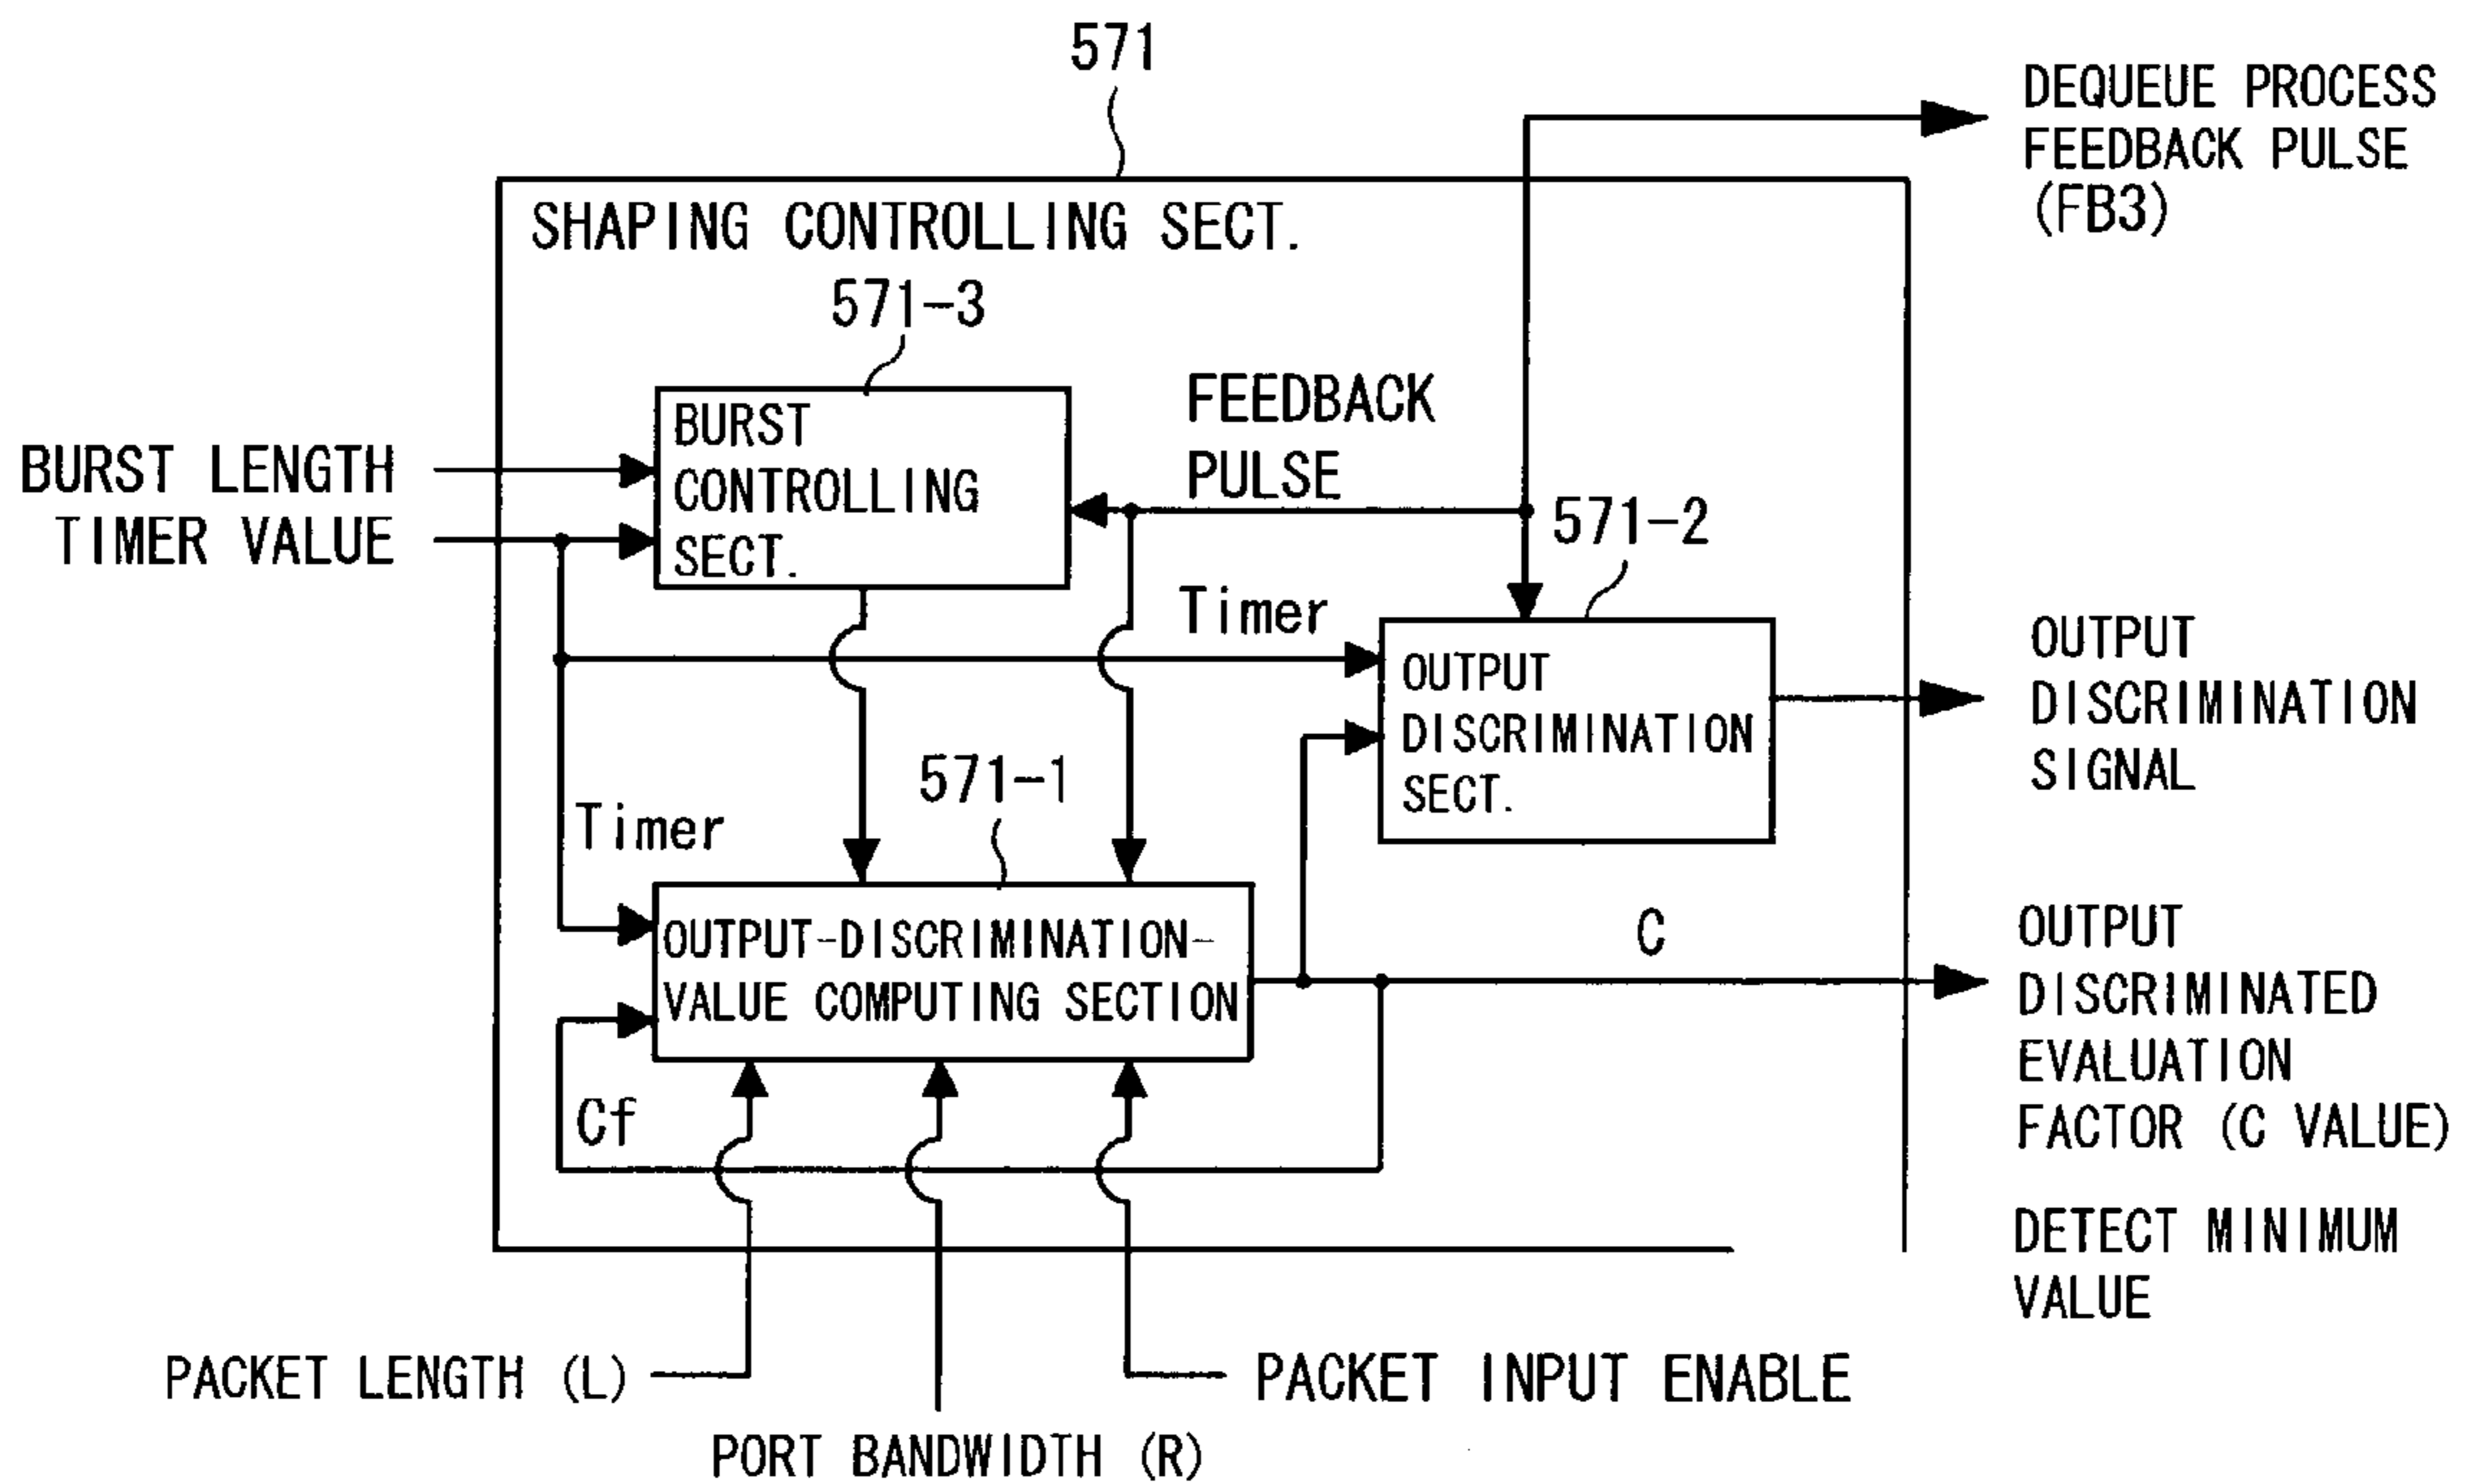 571
DEQUEUE PROCESS
FEEDBACK PULSE
(FB3)
SHAPING CONTROLLING SECT.
571-3
BURST
CONTROLLING
SECT.
FEEDBACK
PULSE
BURST LENGTH
TIMER VALUE
571-2
Timer
OUTPUT
DISCRIMINATION
SECT.
OUTPUT
DISCRIMINATION
SIGNAL
571-1
Timer
OUTPUT-DISCRIMINATION-
VALUE COMPUTING SECTION
C
OUTPUT
DISCRIMINATED
EVALUATION
FACTOR (C VALUE)
Cf
DETECT MINIMUM
VALUE
PACKET LENGTH (L)
PACKET INPUT ENABLE
PORT BANDWIDTH (R)